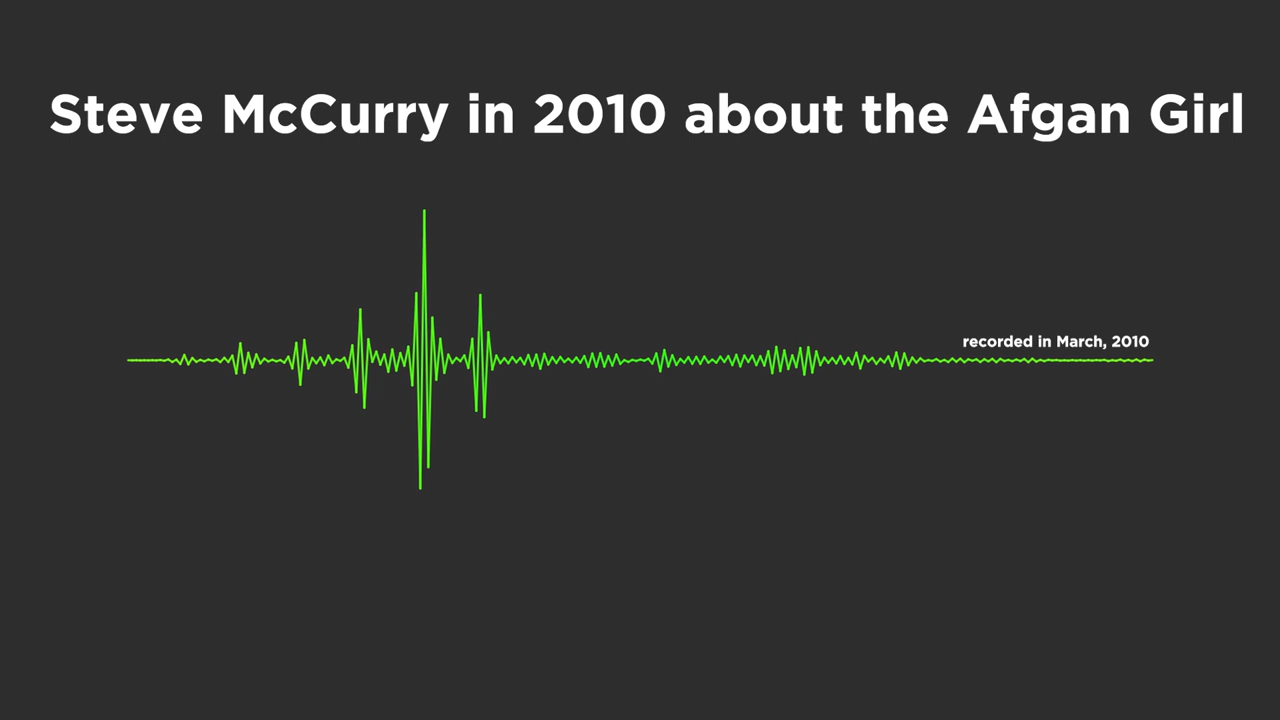 Steve McCurry in 2010 about the Afgan Girl
recorded in March, 2010